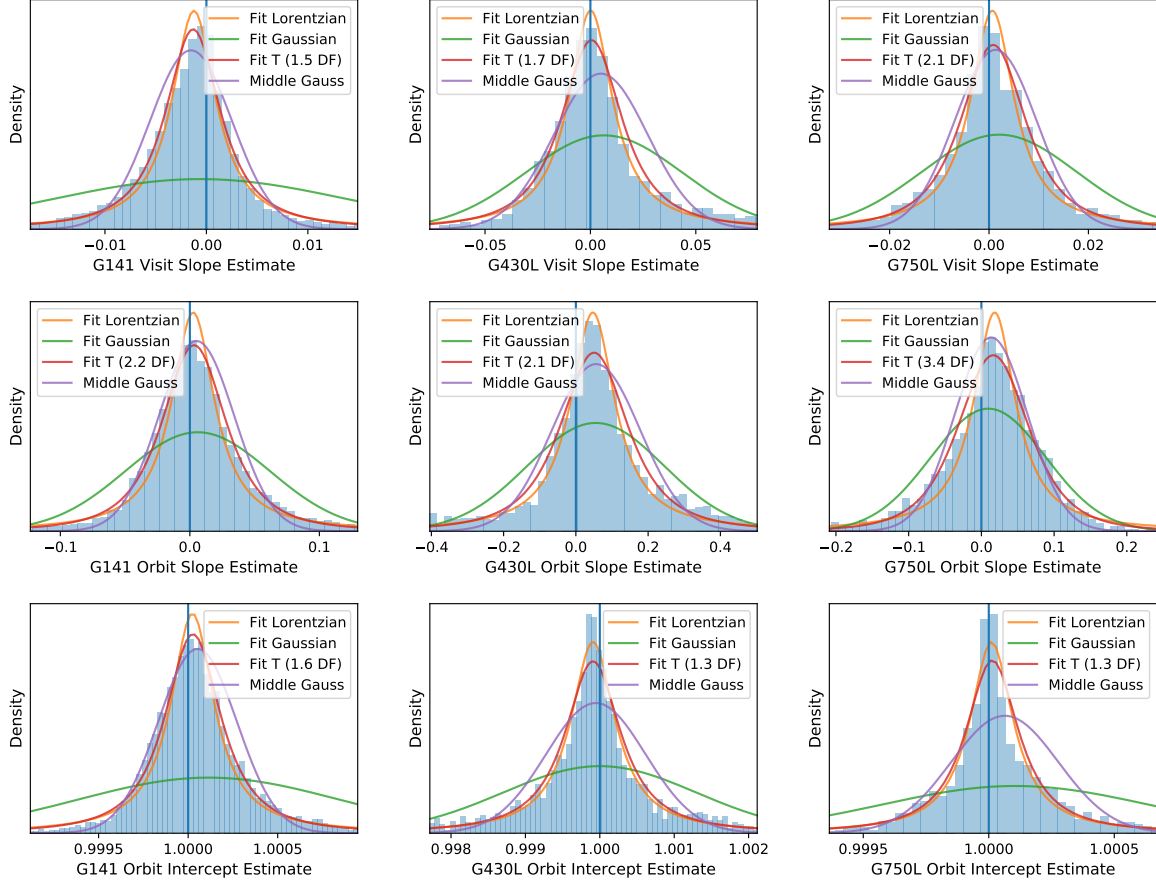 Fit Lorentzian
Fit Gaussian
Fit T (1.5 DF)
Middle Gauss
Density
−0.01 0.00 0.01
G141 Visit Slope Estimate
Fit Lorentzian
Fit Gaussian
Fit T (1.7 DF)
Middle Gauss
Density
−0.05 0.00 0.05
G430L Visit Slope Estimate
Fit Lorentzian
Fit Gaussian
Fit T (2.1 DF)
Middle Gauss
Density
−0.02 0.00 0.02
G750L Visit Slope Estimate
Fit Lorentzian
Fit Gaussian
Fit T (2.2 DF)
Middle Gauss
Density
−0.1 0.0 0.1
G141 Orbit Slope Estimate
Fit Lorentzian
Fit Gaussian
Fit T (2.1 DF)
Middle Gauss
Density
−0.4 −0.2 0.0 0.2 0.4
G430L Orbit Slope Estimate
Fit Lorentzian
Fit Gaussian
Fit T (3.4 DF)
Middle Gauss
Density
−0.2 −0.1 0.0 0.1 0.2
G750L Orbit Slope Estimate
Fit Lorentzian
Fit Gaussian
Fit T (1.6 DF)
Middle Gauss
Density
0.9995 1.0000 1.0005
G141 Orbit Intercept Estimate
Fit Lorentzian
Fit Gaussian
Fit T (1.3 DF)
Middle Gauss
Density
0.998 0.999 1.000 1.001 1.002
G430L Orbit Intercept Estimate
Fit Lorentzian
Fit Gaussian
Fit T (1.3 DF)
Middle Gauss
Density
0.9995 1.0000 1.0005
G750L Orbit Intercept Estimate